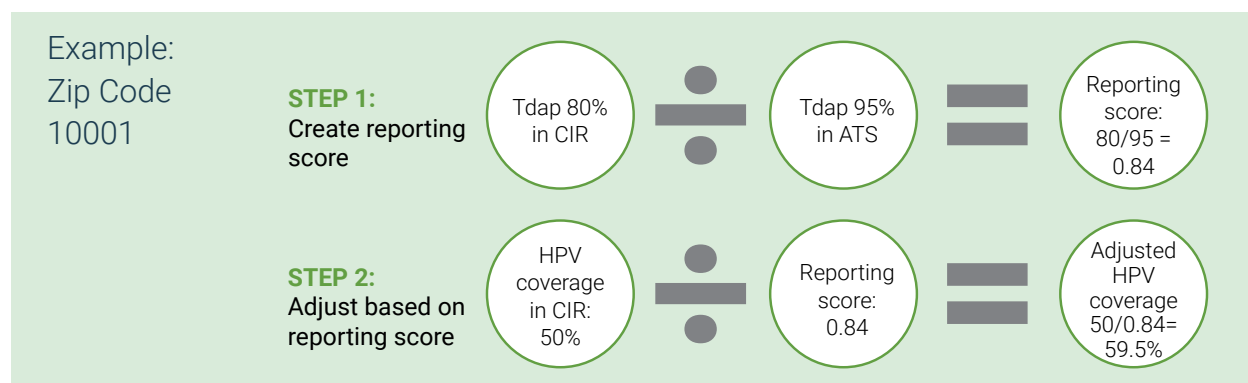 Example:
Zip Code
10001
STEP 1:
Create reporting
score
Tdap 80%
in CIR
Tdap 95%
in ATS
Reporting
score:
80/95 =
0.84
STEP 2:
Adjust based on
reporting score
HPV
coverage
in CIR:
50%
Reporting
score:
0.84
Adjusted
HPV
coverage
50/0.84=
59.5%